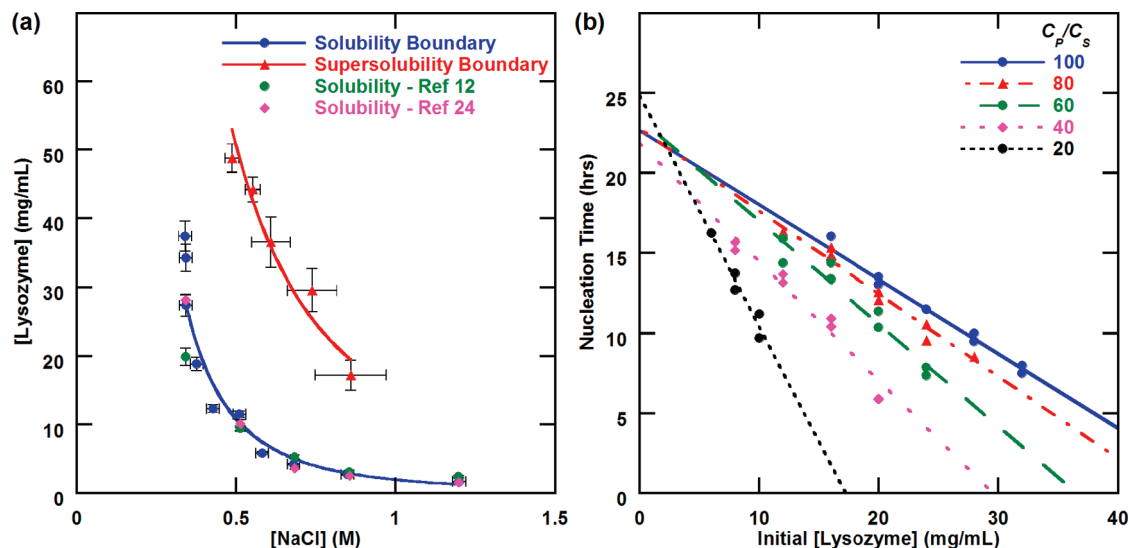 (a)
Solubility Boundary
Supersolubility Boundary
Solubility - Ref 12
Solubility - Ref 24
[Lysozyme] (mg/mL)
60
50
40
30
20
10
0
0 0.5 1 1.5
[NaCl] (M)
(b)
C_P/C_S
100
80
60
40
20
Nucleation Time (hrs)
25
20
15
10
5
0
0 10 20 30 40
Initial [Lysozyme] (mg/mL)